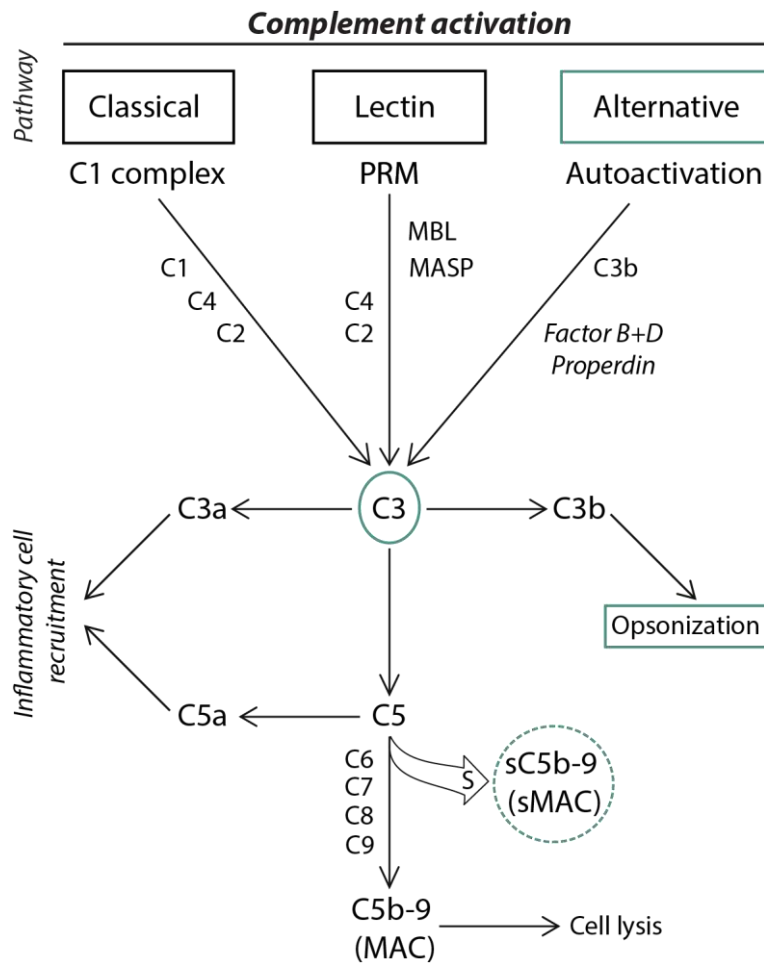 Complement activation
Pathway
Classical
Lectin
Alternative
C1 complex
PRM
Autoactivation
MBL
MASP
C1
C4
C2
C4
C2
C3b
Factor B+D
Properdin
C3a
C3
C3b
Inflammatory cell
recruitment
Opsonization
C5a
C5
C6
C7
C8
C9
S
sC5b-9
(sMAC)
C5b-9
(MAC)
Cell lysis